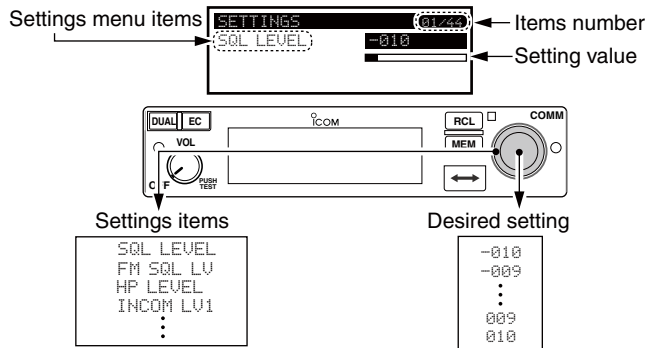 Settings menu items
SETTINGS 01/44
Items number
SQL LEVEL -010
Setting value
DUAL EC
ICOM
RCL
COMM
VOL
MEM
PUSH
TEST
Settings items
Desired setting
SQL LEVEL
FM SQL LV
HP LEVEL
INCOM LV1
-010
-009
009
010